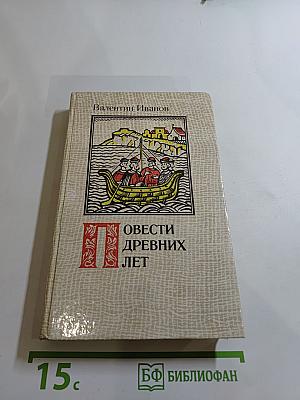 Валентин Иванов
ПОВЕСТИ
ДРЕВНИХ
ЛЕТ
15с
БФ БИБЛИОФАН